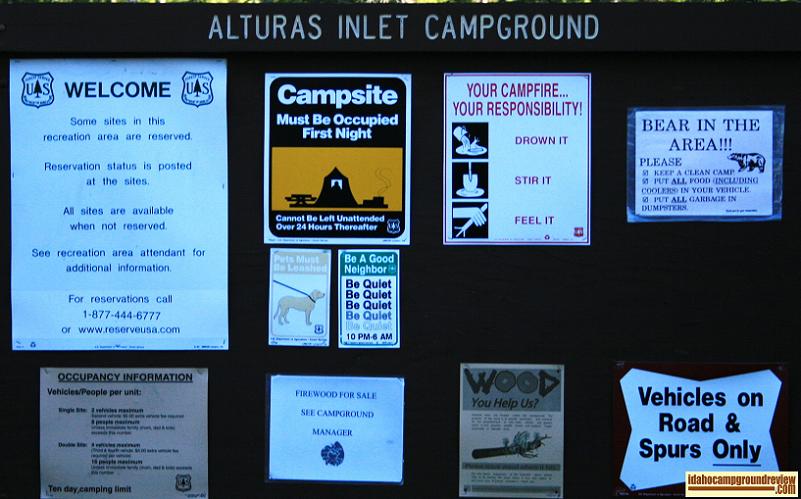 ALTURAS INLET CAMPGROUND
US
WELCOME
US
Some sites in this
recreation area are reserved.
Reservation status is posted
at the sites.
All sites are available
when not reserved.
See recreation area attendant for
additional information.
For reservations call
1-877-444-6777
or www.reserveusa.com
Campsite
Must Be Occupied
First Night
Cannot Be Left Unattended
Over 24 Hours Thereafter
YOUR CAMPFIRE...
YOUR RESPONSIBILITY!
DROWN IT
STIR IT
FEEL IT
BEAR IN THE
AREA!!!
PLEASE
KEEP A CLEAN CAMP
PUT ALL FOOD (INCLUDING
COOLERS) IN YOUR VEHICLE.
PUT ALL GARBAGE IN
DUMPSTERS.
Pets Must
Be Leashed
Be A Good
Neighbor
Be Quiet
Be Quiet
Be Quiet
Be Quiet
Be Quiet
10 PM-6 AM
OCCUPANCY INFORMATION
Vehicles/People per unit:
Single Site: 2 vehicles maximum
8 people maximum
Double Site: 4 vehicles maximum
16 people maximum
Ten day camping limit
FIREWOOD FOR SALE
SEE CAMPGROUND
MANAGER
WOOD
You Help Us?
Please leave wood where it fits
Vehicles on
Road &
Spurs Only
Idahocampgroundreview
.com